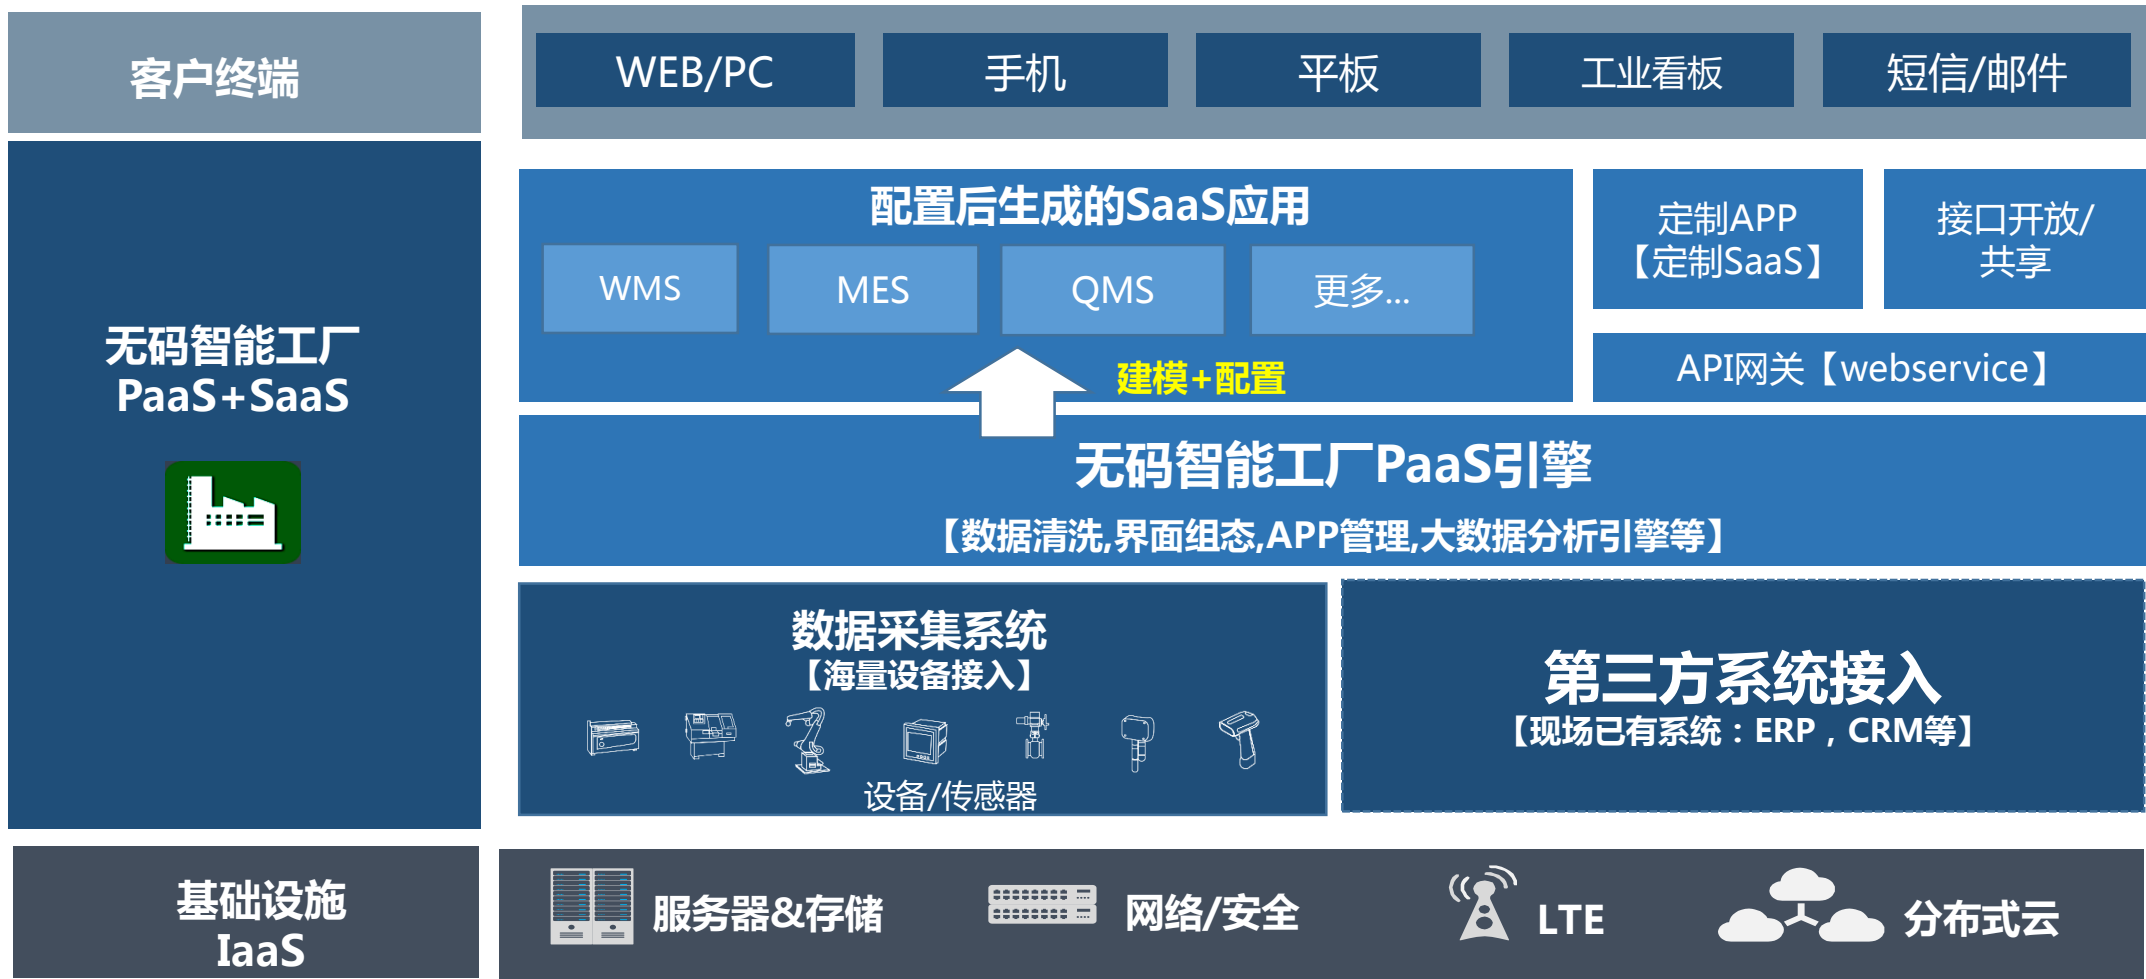 客户终端
WEB/PC
手机
平板
工业看板
短信/邮件
无码智能工厂
PaaS+SaaS
配置后生成的SaaS应用
WMS
MES
QMS
更多...
建模+配置
定制APP
【定制SaaS】
接口开放/
共享
API网关【webservice】
无码智能工厂PaaS引擎
【数据清洗,界面组态,APP管理,大数据分析引擎等】
数据采集系统
【海量设备接入】
设备/传感器
第三方系统接入
【现场已有系统：ERP，CRM等】
基础设施
IaaS
服务器&存储
网络/安全
LTE
分布式云